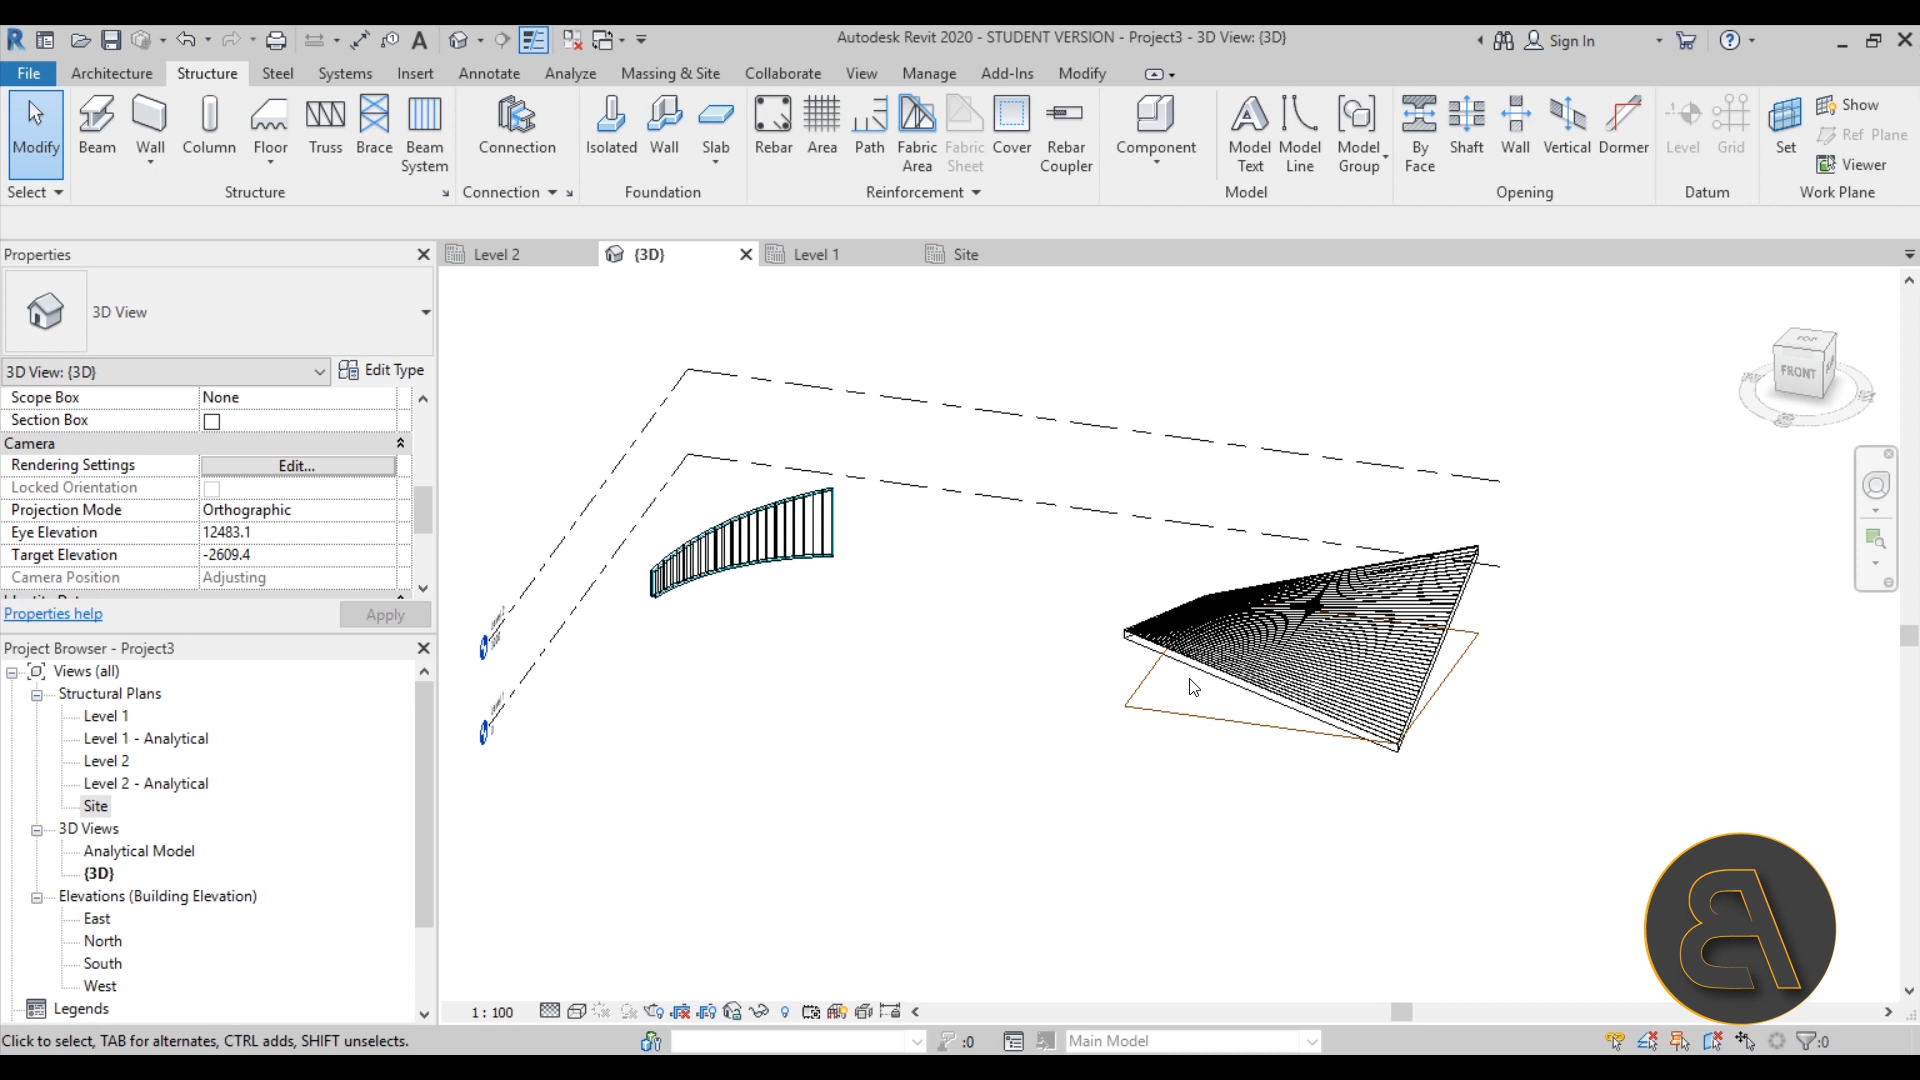 Autodesk Revit 2020 - STUDENT VERSION - Project3 - 3D View: {3D}
Sign In
File Architecture Structure Steel Systems Insert Annotate Analyze Massing & Site Collaborate View Manage Add-Ins Modify
Modify Beam Wall Column Floor Truss Brace Beam System Connection Isolated Wall Slab Rebar Area Path Fabric Area Fabric Sheet Cover Rebar Coupler Component Model Text Model Line Model Group By Face Shaft Wall Vertical Dormer Level Grid Set Show Ref Plane Viewer
Select Structure Connection Foundation Reinforcement Model Opening Datum Work Plane
Properties
Level 2 {3D} Level 1 Site
3D View
3D View: {3D} Edit Type
Scope Box None
Section Box
Camera
Rendering Settings Edit...
Locked Orientation
Projection Mode Orthographic
Eye Elevation 12483.1
Target Elevation -2609.4
Camera Position Adjusting
Properties help Apply
TOP
FRONT
Project Browser - Project3
Views (all)
Structural Plans
Level 1
Level 1 - Analytical
Level 2
Level 2 - Analytical
Site
3D Views
Analytical Model
{3D}
Elevations (Building Elevation)
East
North
South
West
Legends
1 : 100
Click to select, TAB for alternates, CTRL adds, SHIFT unselects.
:0
Main Model
:0